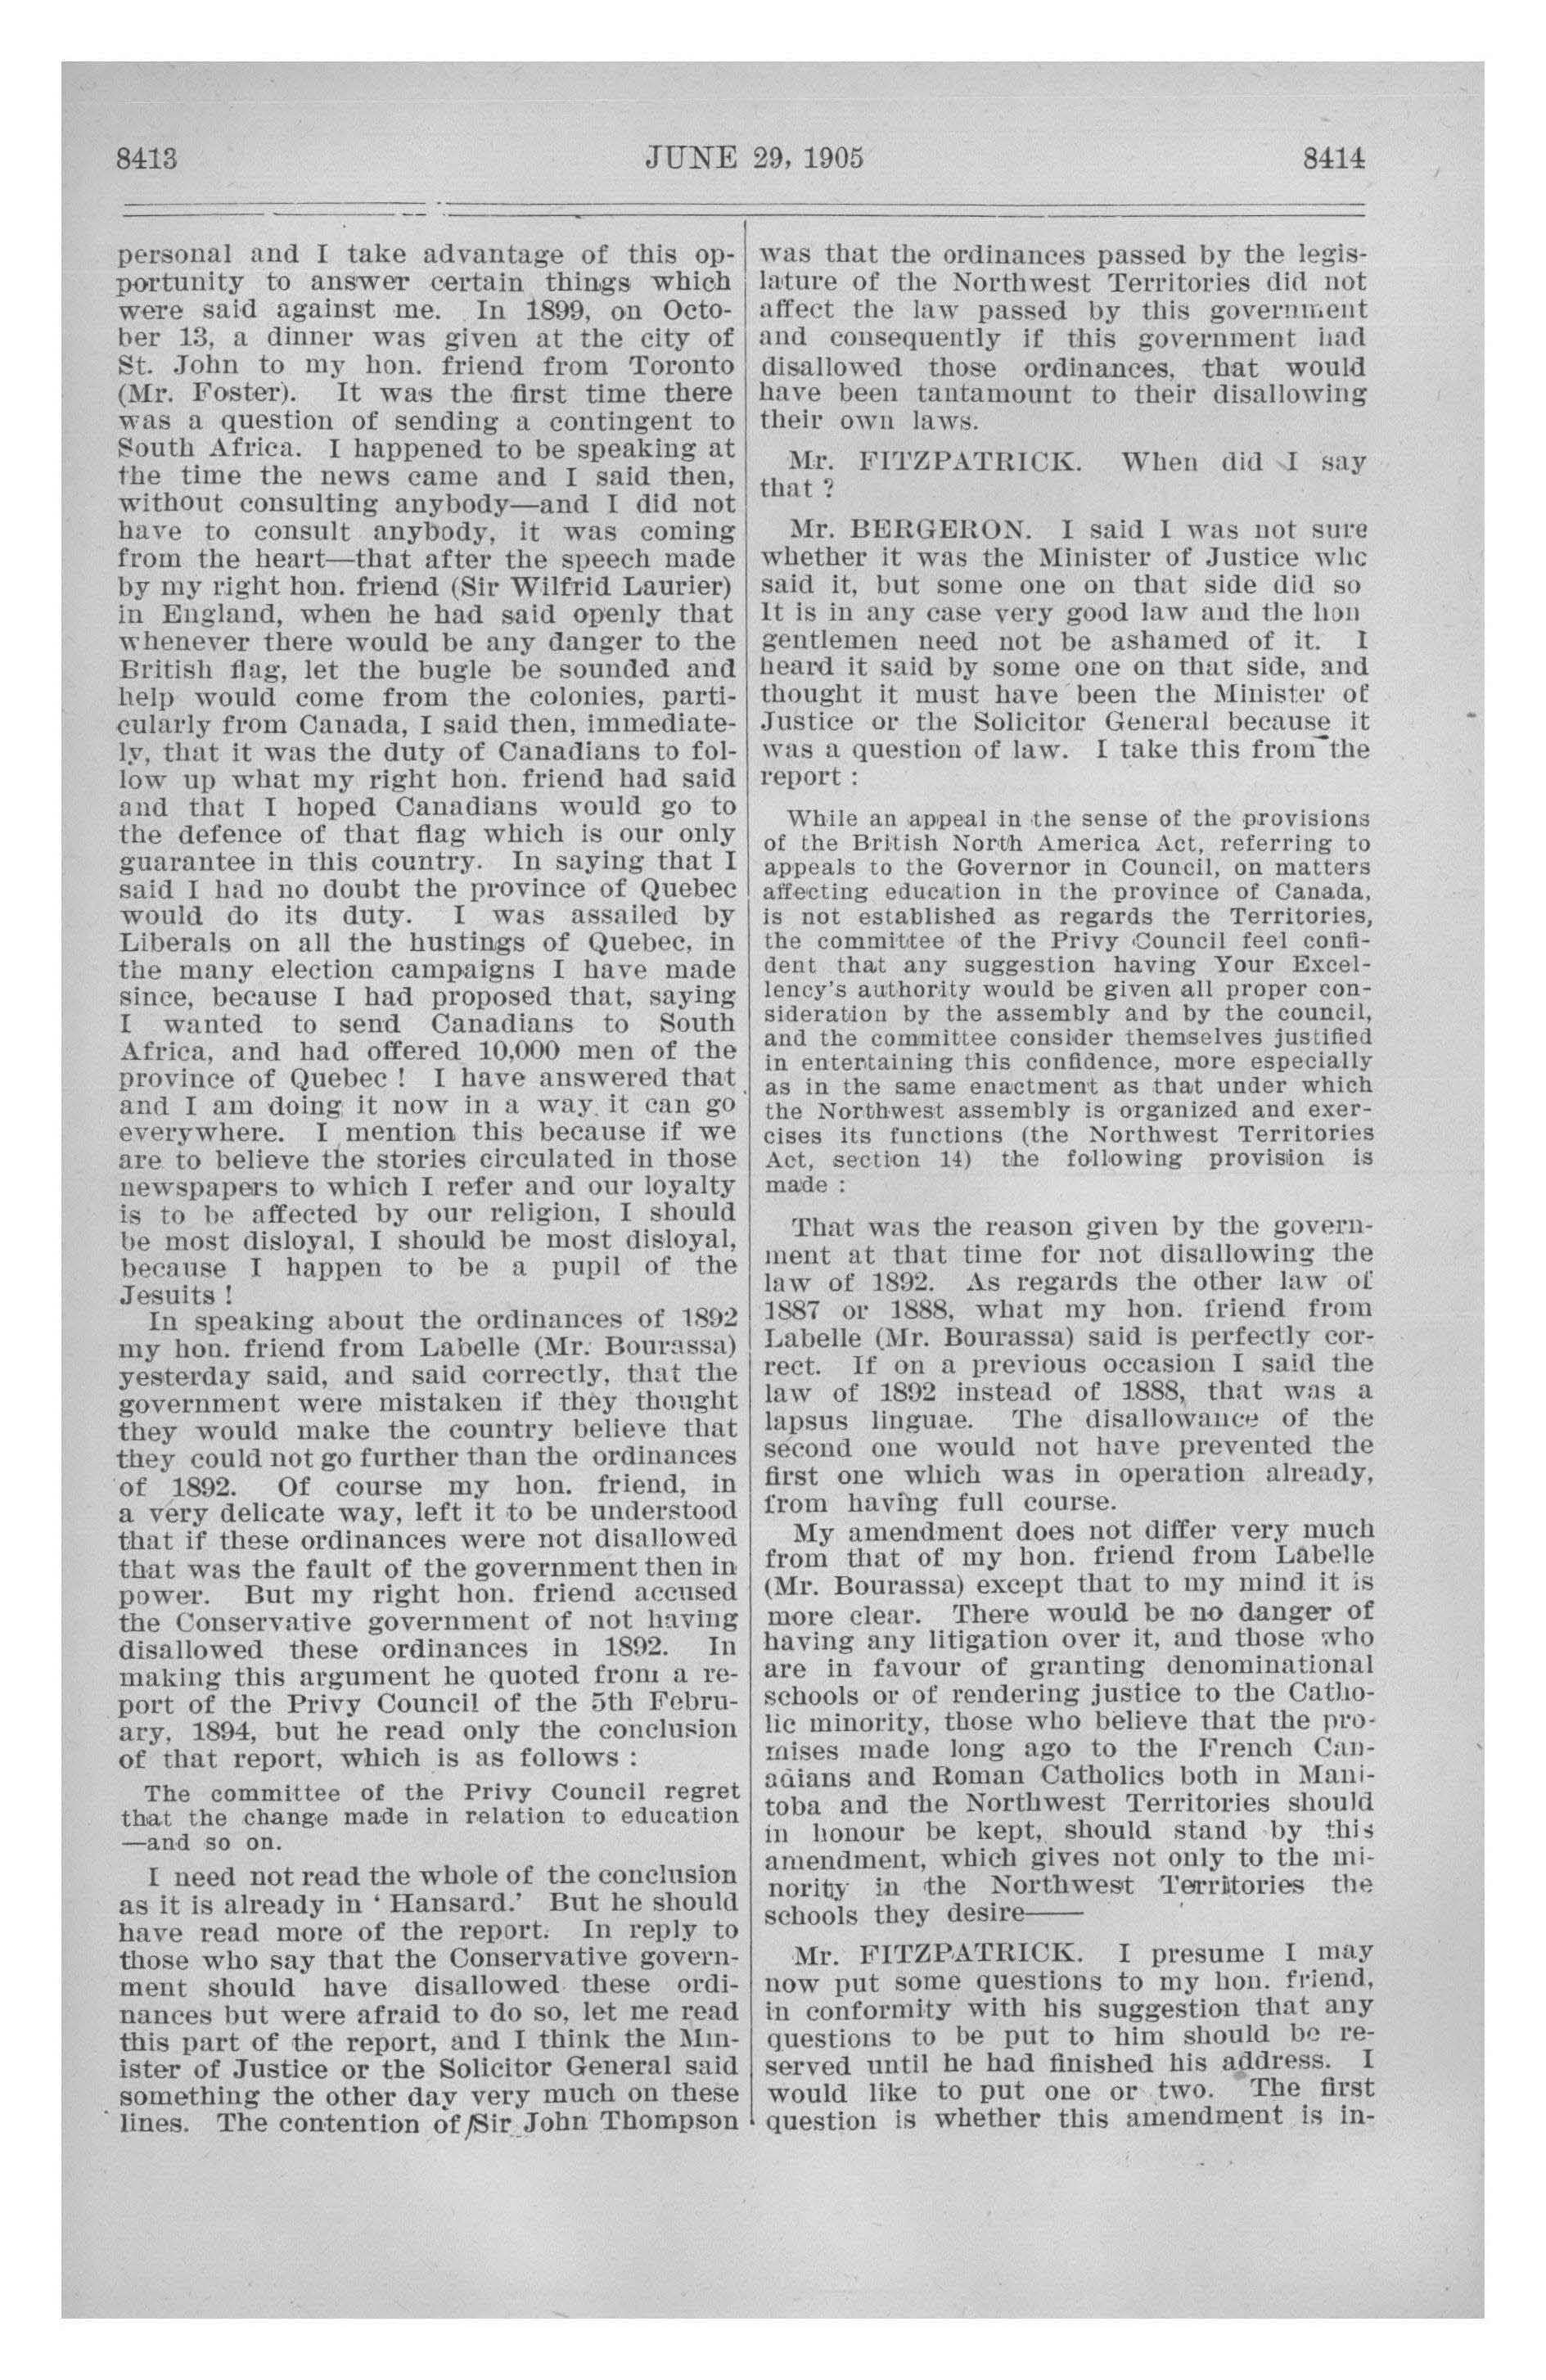 8413
JUNE 29, 1905
8414
personal and I take advantage of this op-
portunity to answer certain things which
were said against me. In 1899, on Octo-
ber 13, a dinner was given at the city of
St. John to my hon. friend from Toronto
(Mr. Foster). It was the first time there
was a question of sending a contingent to
South Africa. I happened to be speaking at
the time the news came and I said then,
without consulting anybody—and I did not
have to consult anybody, it was coming
from the heart—that after the speech made
by my right hon. friend (Sir Wilfrid Laurier)
in England, when he had said openly that
whenever there would be any danger to the
British flag, let the bugle be sounded and
help would come from the colonies, parti-
cularly from Canada, I said then, immediate-
ly, that it was the duty of Canadians to fol-
low up what my right hon. friend had said
and that I hoped Canadians would go to
the defence of that flag which is our only
guarantee in this country. In saying that I
said I had no doubt the province of Quebec
would do its duty. I was assailed by
Liberals on all the hustings of Quebec, in
the many election campaigns I have made
since, because I had proposed that, saying
I wanted to send Canadians to South
Africa, and had offered 10,000 men of the
province of Quebec ! I have answered that
and I am doing it now in a way it can go
everywhere. I mention this because if we
are to believe the stories circulated in those
newspapers to which I refer and our loyalty
is to be affected by our religion, I should
be most disloyal, I should be most disloyal,
because I happen to be a pupil of the
Jesuits !
In speaking about the ordinances of 1892
my hon. friend from Labelle (Mr. Bourassa)
yesterday said, and said correctly, that the
government were mistaken if they thought
they would make the country believe that
they could not go further than the ordinances
of 1892. Of course my hon. friend, in
a very delicate way, left it to be understood
that if these ordinances were not disallowed
that was the fault of the government then in
power. But my right hon. friend accused
the Conservative government of not having
disallowed these ordinances in 1892. In
making this argument he quoted from a re-
port of the Privy Council of the 5th Febru-
ary, 1894, but he read only the conclusion
of that report, which is as follows :
The committee of the Privy Council regret
that the change made in relation to education
—and so on.
I need not read the whole of the conclusion
as it is already in ‘ Hansard.’ But he should
have read more of the report. In reply to
those who say that the Conservative govern-
ment should have disallowed these ordi-
nances but were afraid to do so, let me read
this part of the report, and I think the Min-
ister of Justice or the Solicitor General said
something the other day very much on these
lines. The contention of Sir John Thompson
was that the ordinances passed by the legis-
lature of the Northwest Territories did not
affect the law passed by this government
and consequently if this government had
disallowed those ordinances, that would
have been tantamount to their disallowing
their own laws.
Mr. FITZPATRICK. When did I say
that ?
Mr. BERGERON. I said I was not sure
whether it was the Minister of Justice who
said it, but some one on that side did so
It is in any case very good law and the hon
gentlemen need not be ashamed of it. I
heard it said by some one on that side, and
thought it must have been the Minister of
Justice or the Solicitor General because it
was a question of law. I take this from the
report :
While an appeal in the sense of the provisions
of the British North America Act, referring to
appeals to the Governor in Council, on matters
affecting education in the province of Canada,
is not established as regards the Territories,
the committee of the Privy Council feel confi-
dent that any suggestion having Your Excel-
lency's authority would be given all proper con-
sideration by the assembly and by the council,
and the committee consider themselves justified
in entertaining this confidence, more especially
as in the same enactment as that under which
the Northwest assembly is organized and exer-
cises its functions (the Northwest Territories
Act, section 14) the following provision is
made :
That was the reason given by the govern-
ment at that time for not disallowing the
law of 1892. As regards the other law of
1887 or 1888, what my hon. friend from
Labelle (Mr. Bourassa) said is perfectly cor-
rect. If on a previous occasion I said the
law of 1892 instead of 1888, that was a
lapsus linguae. The disallowance of the
second one would not have prevented the
first one which was in operation already,
from having full course.
My amendment does not differ very much
from that of my hon. friend from Labelle
(Mr. Bourassa) except that to my mind it is
more clear. There would be no danger of
having any litigation over it, and those who
are in favour of granting denominational
schools or of rendering justice to the Catho-
lic minority, those who believe that the pro-
mises made long ago to the French Can-
adians and Roman Catholics both in Mani-
toba and the Northwest Territories should
in honour be kept, should stand by this
amendment, which gives not only to the mi-
nority in the Northwest Territories the
schools they desire——
Mr. FITZPATRICK. I presume I may
now put some questions to my hon. friend,
in conformity with his suggestion that any
questions to be put to him should be re-
served until he had finished his address. I
would like to put one or two. The first
question is whether this amendment is in-